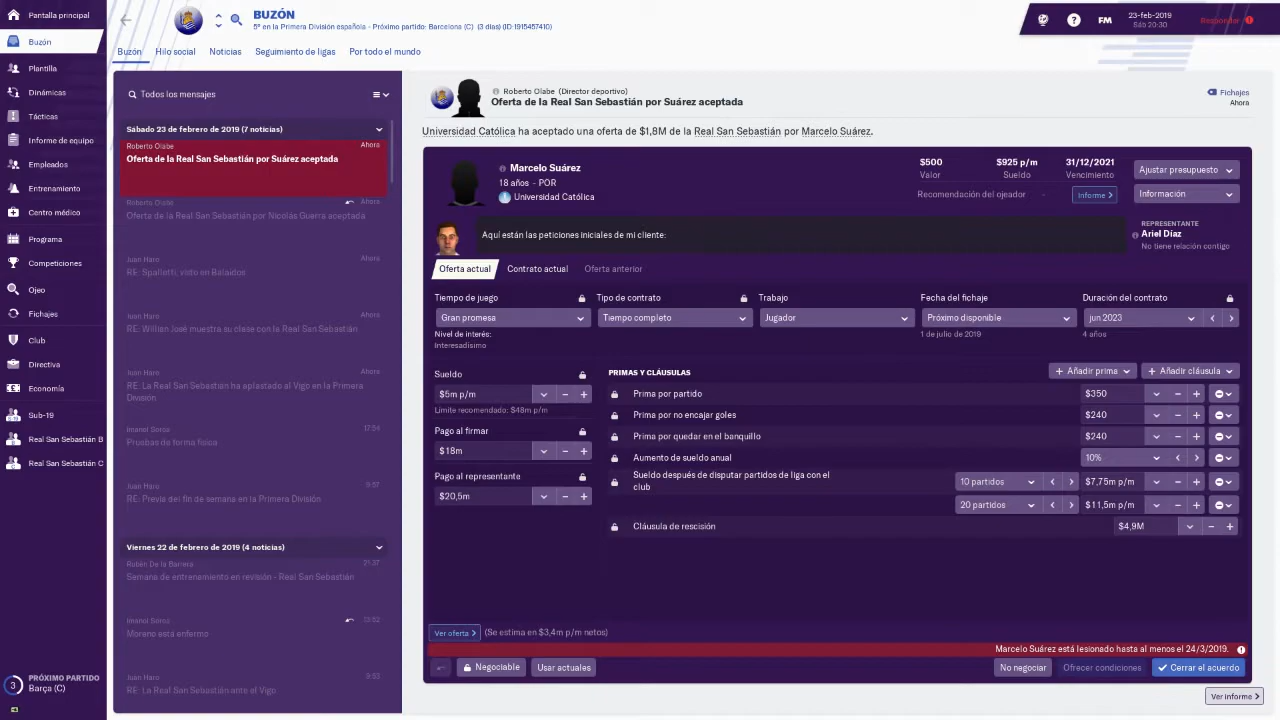 Pantalla principal
Buzón
Plantilla
Dinámicas
Tácticas
Informe de equipo
Empleados
Entrenamiento
Centro médico
Programa
Competiciones
Ojeo
Fichajes
Club
Directiva
Economía
Sub-19
Real San Sebastián B
Real San Sebastián C
3
PRÓXIMO PARTIDO
Barça (C)
BUZÓN
5º en la Primera División española - Próximo partido: Barcelona (C) (3 días) (ID:1915457410)
FM
23-feb-2019
Sáb 20:30
Responder
Buzón Hilo social Noticias Seguimiento de ligas Por todo el mundo
Todos los mensajes
Sábado 23 de febrero de 2019 (7 noticias)
Roberto Olabe Ahora
Oferta de la Real San Sebastián por Suárez aceptada
Roberto Olabe Ahora
Oferta de la Real San Sebastián por Nicolás Guerra aceptada
Juan Haro Ahora
RE: Spalletti, visto en Balaídos
Juan Haro Ahora
RE: Willian José muestra su clase con la Real San Sebastián
Juan Haro Ahora
RE: La Real San Sebastián ha aplastado al Vigo en la Primera
División
Imanol Soroa 17:54
Pruebas de forma física
Juan Haro 9:57
RE: Previa del fin de semana en la Primera División
Viernes 22 de febrero de 2019 (4 noticias)
Rubén De la Barrera 21:37
Semana de entrenamiento en revisión - Real San Sebastián
Imanol Soroa 13:52
Moreno está enfermo
Juan Haro 9:53
RE: La Real San Sebastián ante el Vigo
Roberto Olabe (Director deportivo)
Oferta de la Real San Sebastián por Suárez aceptada
Fichajes
Ahora
Universidad Católica ha aceptado una oferta de $1,8M de la Real San Sebastián por Marcelo Suárez.
Marcelo Suárez
18 años - POR
Universidad Católica
$500
Valor
$925 p/m
Sueldo
31/12/2021
Vencimiento
Recomendación del ojeador -
Informe
Ajustar presupuesto
Información
Aquí están las peticiones iniciales de mi cliente:
REPRESENTANTE
Ariel Díaz
No tiene relación contigo
Oferta actual Contrato actual Oferta anterior
Tiempo de juego Tipo de contrato Trabajo Fecha del fichaje Duración del contrato
Gran promesa Tiempo completo Jugador Próximo disponible jun 2023
Nivel de interés: 1 de julio de 2019 4 años
Interesadísimo
Sueldo
$5m p/m
Límite recomendado: $48m p/m
Pago al firmar
$18m
Pago al representante
$20,5m
PRIMAS Y CLÁUSULAS
Añadir prima
Añadir cláusula
Prima por partido $350
Prima por no encajar goles $240
Prima por quedar en el banquillo $240
Aumento de sueldo anual 10%
Sueldo después de disputar partidos de liga con el
club
10 partidos $7,75m p/m
20 partidos $11,5m p/m
Cláusula de rescisión $4,9M
Ver oferta
(Se estima en $3,4m p/m netos)
Marcelo Suárez está lesionado hasta al menos el 24/3/2019.
Negociable
Usar actuales
No negociar
Ofrecer condiciones
Cerrar el acuerdo
Ver informe